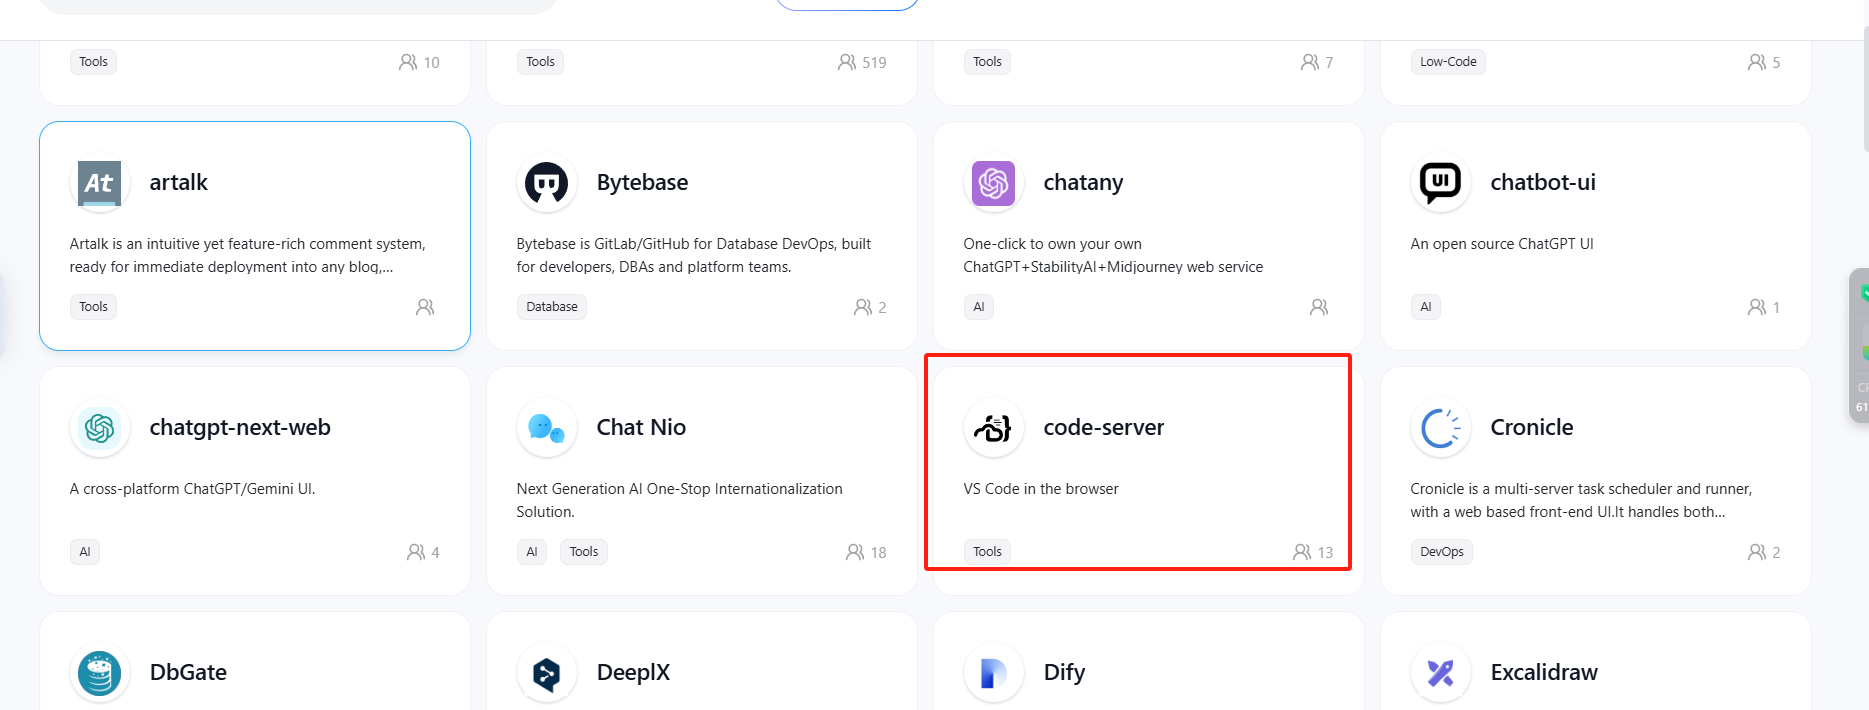 Tools
10
Tools
519
Tools
7
Low-Code
5
At
artalk
Artalk is an intuitive yet feature-rich comment system,
ready for immediate deployment into any blog,...
Tools
Bytebase
Bytebase is GitLab/GitHub for Database DevOps, built
for developers, DBAs and platform teams.
Database
2
chatany
One-click to own your own
ChatGPT+StabilityAI+Midjourney web service
AI
UI
chatbot-ui
An open source ChatGPT UI
AI
1
chatgpt-next-web
A cross-platform ChatGPT/Gemini UI.
AI
4
Chat Nio
Next Generation AI One-Stop Internationalization
Solution.
AI
Tools
18
code-server
VS Code in the browser
Tools
13
Cronicle
Cronicle is a multi-server task scheduler and runner,
with a web based front-end UI.It handles both...
DevOps
2
DbGate
DeeplX
Dify
Excalidraw
61